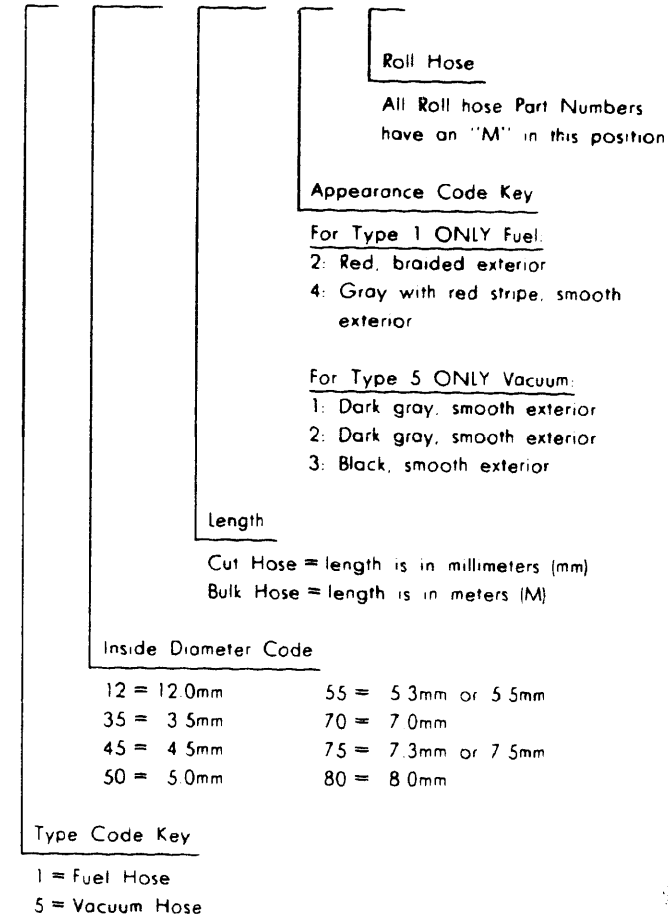 Roll Hose
All Roll hose Part Numbers
have an "M" in this position
Appearance Code Key
For Type 1 ONLY Fuel:
2: Red, braided exterior
4: Gray with red stripe, smooth
exterior
For Type 5 ONLY Vacuum:
1: Dark gray, smooth exterior
2: Dark gray, smooth exterior
3: Black, smooth exterior
Length
Cut Hose = length is in millimeters (mm)
Bulk Hose = length is in meters (M)
Inside Diameter Code
12 = 12.0mm 55 = 5.3mm or 5.5mm
35 = 3.5mm 70 = 7.0mm
45 = 4.5mm 75 = 7.3mm or 7.5mm
50 = 5.0mm 80 = 8.0mm
Type Code Key
1 = Fuel Hose
5 = Vacuum Hose